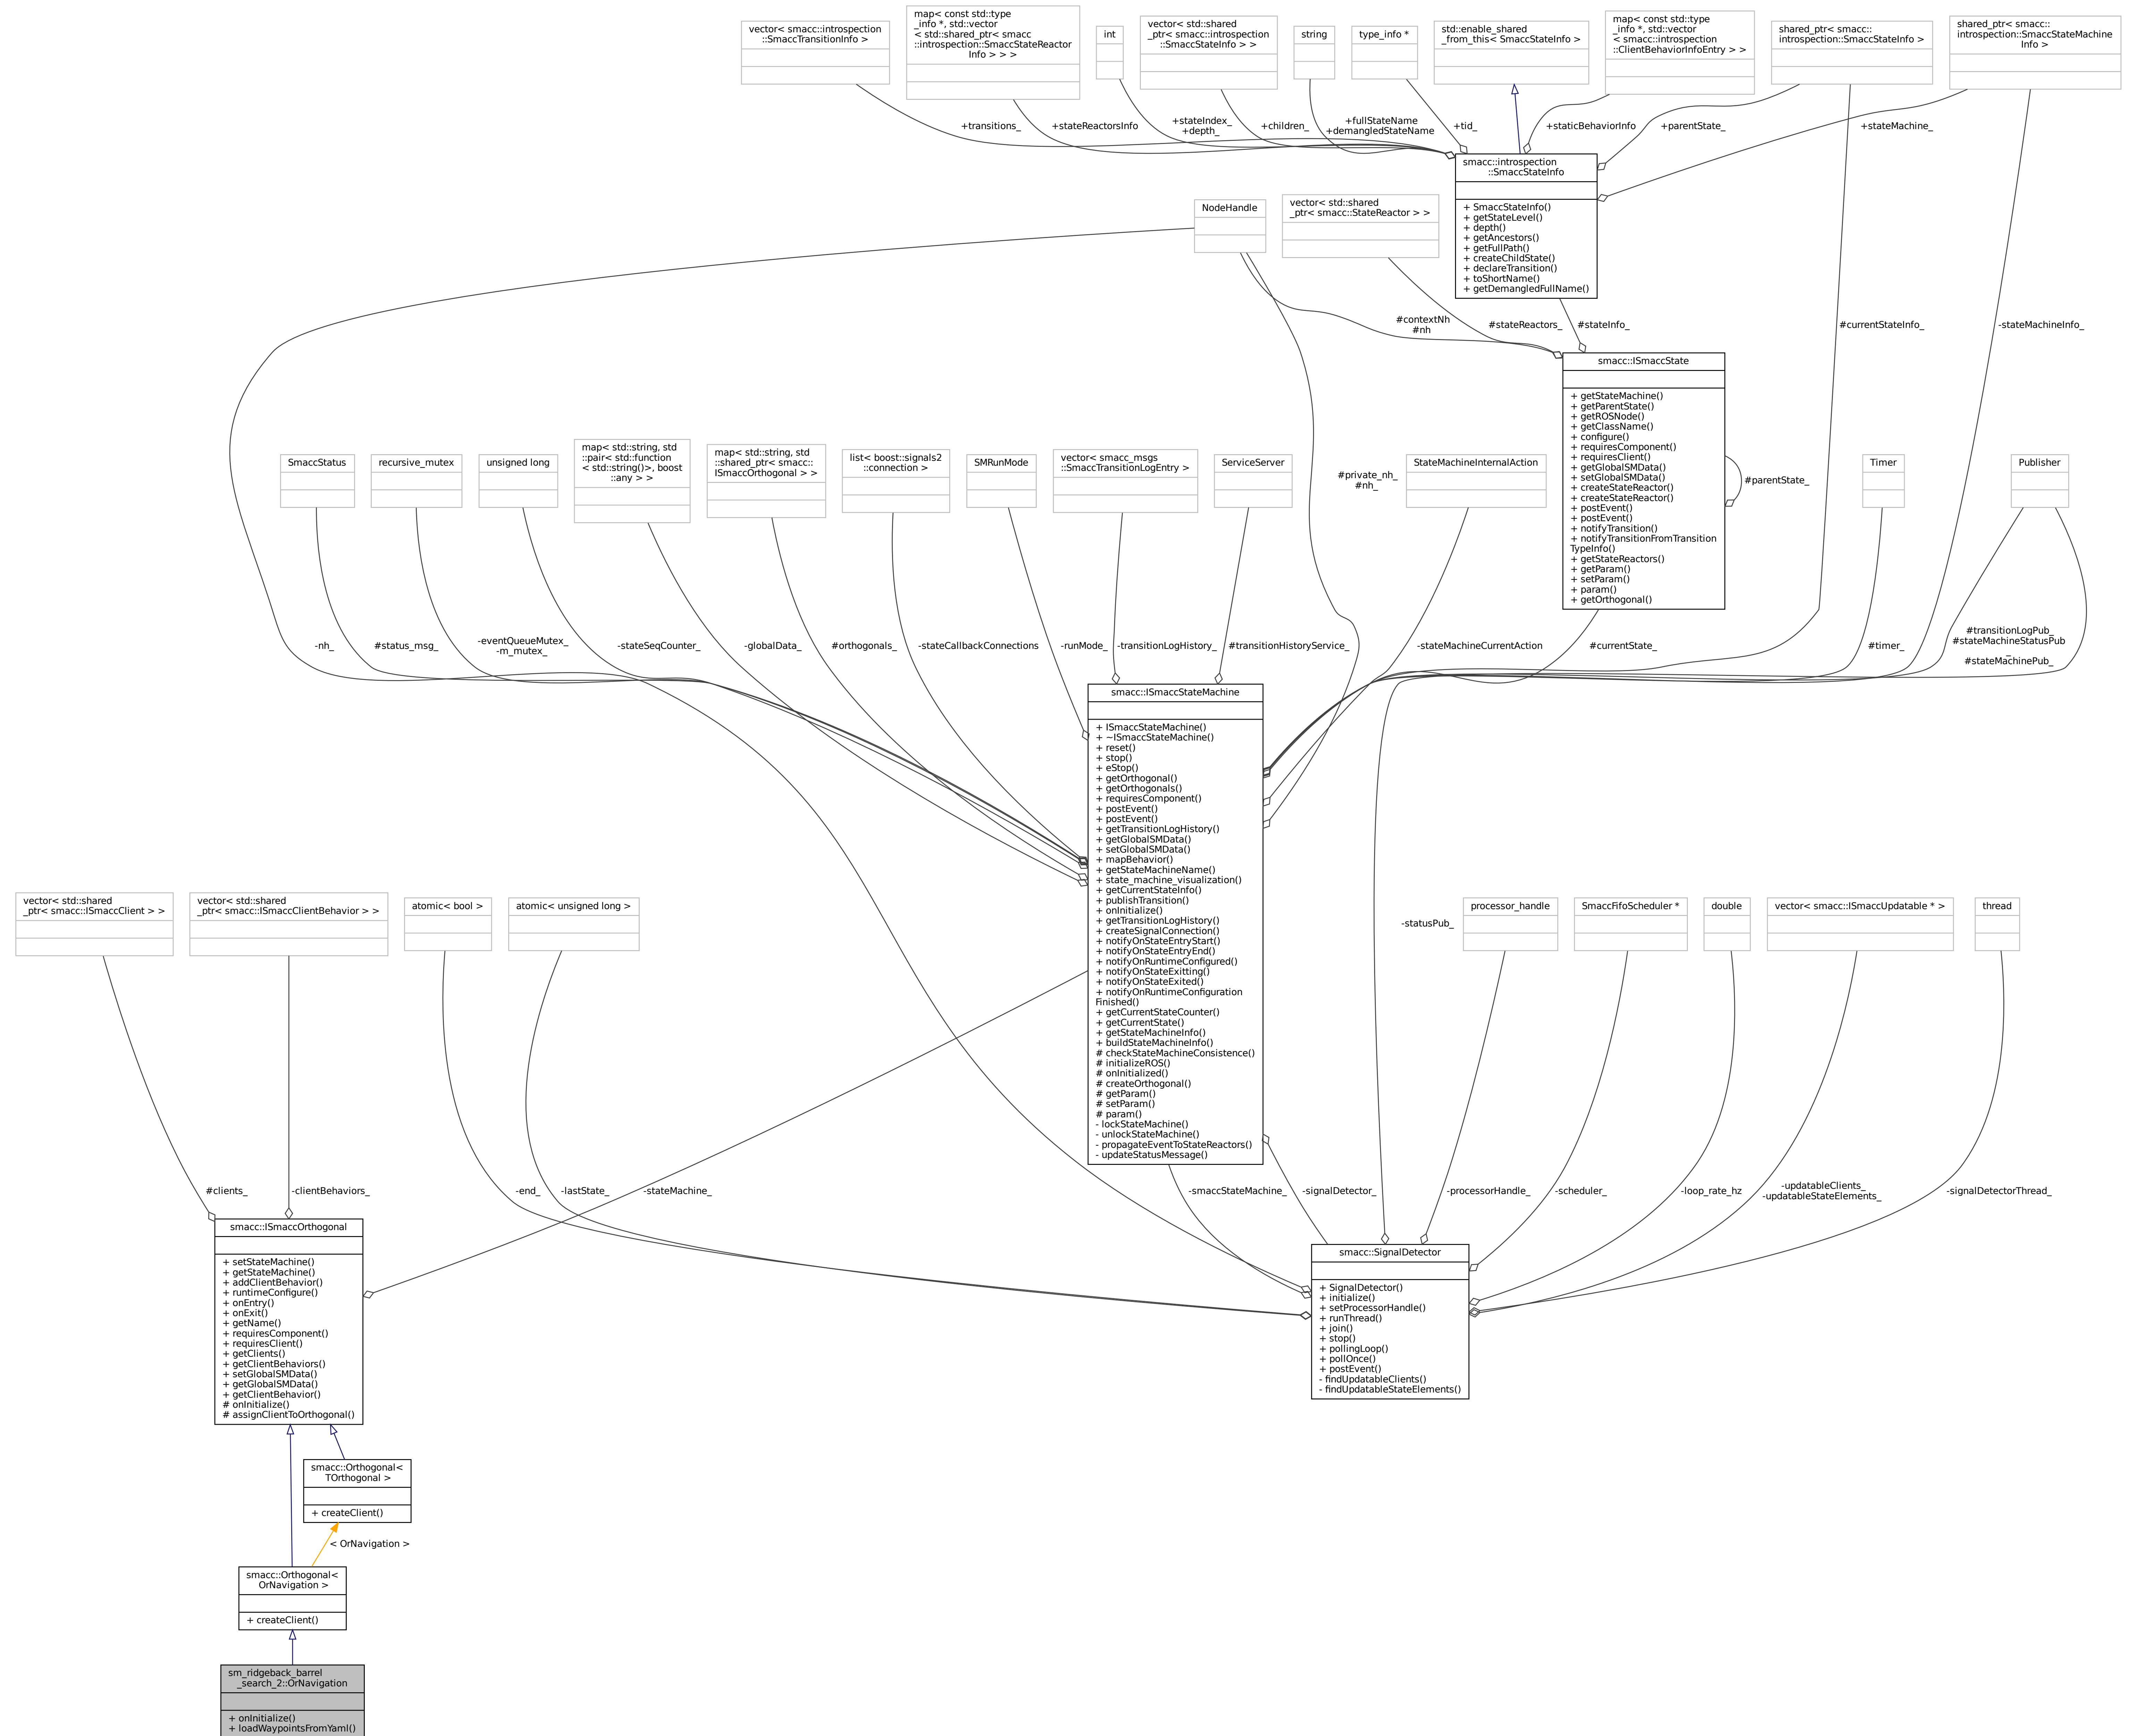 vector< smacc::introspection
::SmaccTransitionInfo >
map< const std::type
_info *, std::vector
< std::shared_ptr< smacc
::introspection::SmaccStateReactor
Info > > >
int
vector< std::shared
_ptr< smacc::introspection
::SmaccStateInfo > >
string
type_info *
std::enable_shared
_from_this< SmaccStateInfo >
map< const std::type
_info *, std::vector
< smacc::introspection
::ClientBehaviorInfoEntry > >
shared_ptr< smacc::
introspection::SmaccStateInfo >
shared_ptr< smacc::
introspection::SmaccStateMachine
Info >
+transitions_
+stateReactorsInfo
+stateIndex_
+depth_
+children_
+fullStateName
+demangledStateName
+tid_
+staticBehaviorInfo
+parentState_
+stateMachine_
smacc::introspection
::SmaccStateInfo
+ SmaccStateInfo()
+ getStateLevel()
+ depth()
+ getAncestors()
+ getFullPath()
+ createChildState()
+ declareTransition()
+ toShortName()
+ getDemangledFullName()
NodeHandle
vector< std::shared
_ptr< smacc::StateReactor > >
#contextNh
#nh
#stateReactors_
#stateInfo_
#currentStateInfo_
-stateMachineInfo_
smacc::ISmaccState
+ getStateMachine()
+ getParentState()
+ getROSNode()
+ getClassName()
+ configure()
+ requiresComponent()
+ requiresClient()
+ getGlobalSMData()
+ setGlobalSMData()
+ createStateReactor()
+ createStateReactor()
+ postEvent()
+ postEvent()
+ notifyTransition()
+ notifyTransitionFromTransition
TypeInfo()
+ getStateReactors()
+ getParam()
+ setParam()
+ param()
+ getOrthogonal()
#parentState_
SmaccStatus
recursive_mutex
unsigned long
map< std::string, std
::pair< std::function
< std::string()>, boost
::any > >
map< std::string, std
::shared_ptr< smacc::
ISmaccOrthogonal > >
list< boost::signals2
::connection >
SMRunMode
vector< smacc_msgs
::SmaccTransitionLogEntry >
ServiceServer
#private_nh_
#nh_
StateMachineInternalAction
Timer
Publisher
-nh_
#status_msg_
-eventQueueMutex_
-m_mutex_
-stateSeqCounter_
-globalData_
#orthogonals_
-stateCallbackConnections
-runMode_
-transitionLogHistory_
#transitionHistoryService_
-stateMachineCurrentAction
#currentState_
#timer_
#transitionLogPub_
#stateMachineStatusPub
_
#stateMachinePub_
smacc::ISmaccStateMachine
+ ISmaccStateMachine()
+ ~ISmaccStateMachine()
+ reset()
+ stop()
+ eStop()
+ getOrthogonal()
+ getOrthogonals()
+ requiresComponent()
+ postEvent()
+ postEvent()
+ getTransitionLogHistory()
+ getGlobalSMData()
+ setGlobalSMData()
+ mapBehavior()
+ getStateMachineName()
+ state_machine_visualization()
+ getCurrentStateInfo()
+ publishTransition()
+ onInitialize()
+ getTransitionLogHistory()
+ createSignalConnection()
+ notifyOnStateEntryStart()
+ notifyOnStateEntryEnd()
+ notifyOnRuntimeConfigured()
+ notifyOnStateExitting()
+ notifyOnStateExited()
+ notifyOnRuntimeConfiguration
Finished()
+ getCurrentStateCounter()
+ getCurrentState()
+ getStateMachineInfo()
+ buildStateMachineInfo()
# checkStateMachineConsistence()
# initializeROS()
# onInitialized()
# createOrthogonal()
# getParam()
# setParam()
# param()
- lockStateMachine()
- unlockStateMachine()
- propagateEventToStateReactors()
- updateStatusMessage()
vector< std::shared
_ptr< smacc::ISmaccClient > >
vector< std::shared
_ptr< smacc::ISmaccClientBehavior > >
atomic< bool >
atomic< unsigned long >
-statusPub_
processor_handle
SmaccFifoScheduler *
double
vector< smacc::ISmaccUpdatable * >
thread
#clients_
-clientBehaviors_
-end_
-lastState_
-stateMachine_
-smaccStateMachine_
-signalDetector_
-processorHandle_
-scheduler_
-loop_rate_hz
-updatableClients_
-updatableStateElements_
-signalDetectorThread_
smacc::ISmaccOrthogonal
+ setStateMachine()
+ getStateMachine()
+ addClientBehavior()
+ runtimeConfigure()
+ onEntry()
+ onExit()
+ getName()
+ requiresComponent()
+ requiresClient()
+ getClients()
+ getClientBehaviors()
+ setGlobalSMData()
+ getGlobalSMData()
+ getClientBehavior()
# onInitialize()
# assignClientToOrthogonal()
smacc::SignalDetector
+ SignalDetector()
+ initialize()
+ setProcessorHandle()
+ runThread()
+ join()
+ stop()
+ pollingLoop()
+ pollOnce()
+ postEvent()
- findUpdatableClients()
- findUpdatableStateElements()
smacc::Orthogonal<
TOrthogonal >
+ createClient()
< OrNavigation >
smacc::Orthogonal<
OrNavigation >
+ createClient()
sm_ridgeback_barrel
_search_2::OrNavigation
+ onInitialize()
+ loadWaypointsFromYaml()